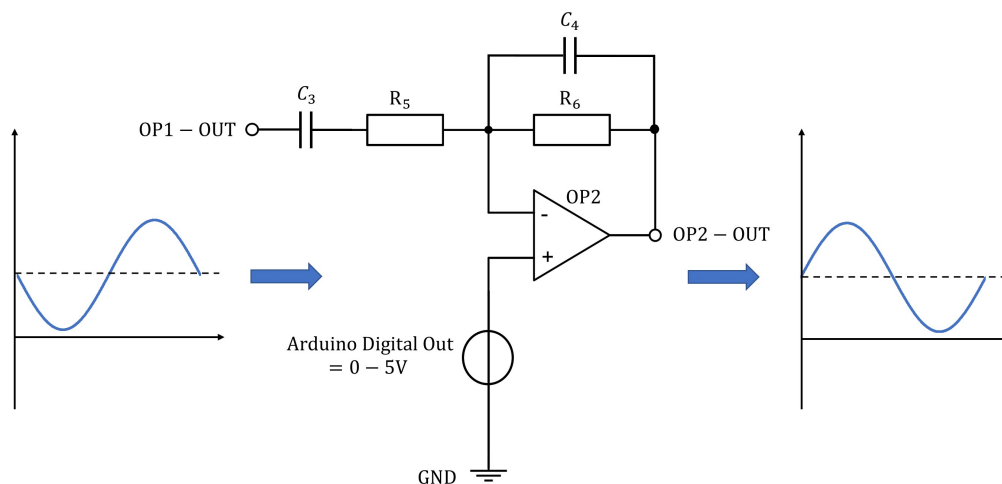 C₄
C₃
R₅
R₆
OP1 − OUT
OP2
-
+
OP2 − OUT
Arduino Digital Out
= 0 − 5V
GND